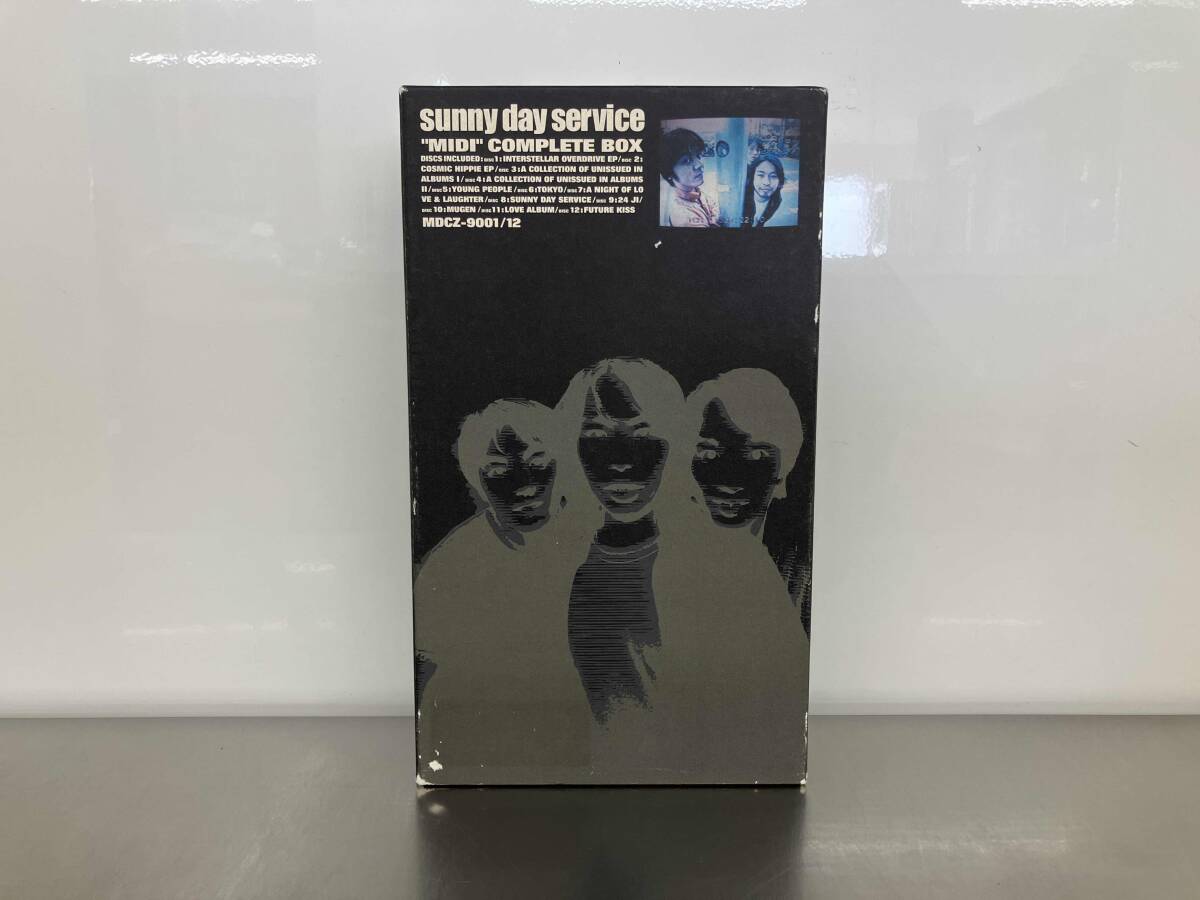 sunny day service
"MIDI" COMPLETE BOX
DISCS INCLUDED:DISC 1:INTERSTELLAR OVERDRIVE EP/DISC 2:
COSMIC HIPPIE EP/DISC 3:A COLLECTION OF UNISSUED IN
ALBUMS I/DISC 4:A COLLECTION OF UNISSUED IN ALBUMS
II/DISC 5:YOUNG PEOPLE/DISC 6:TOKYO/DISC 7:A NIGHT OF LO
VE & LAUGHTER/DISC 8:SUNNY DAY SERVICE/DISC 9:24 JI/
DISC 10:MUGEN/DISC 11:LOVE ALBUM/DISC 12:FUTURE KISS
MDCZ-9001/12